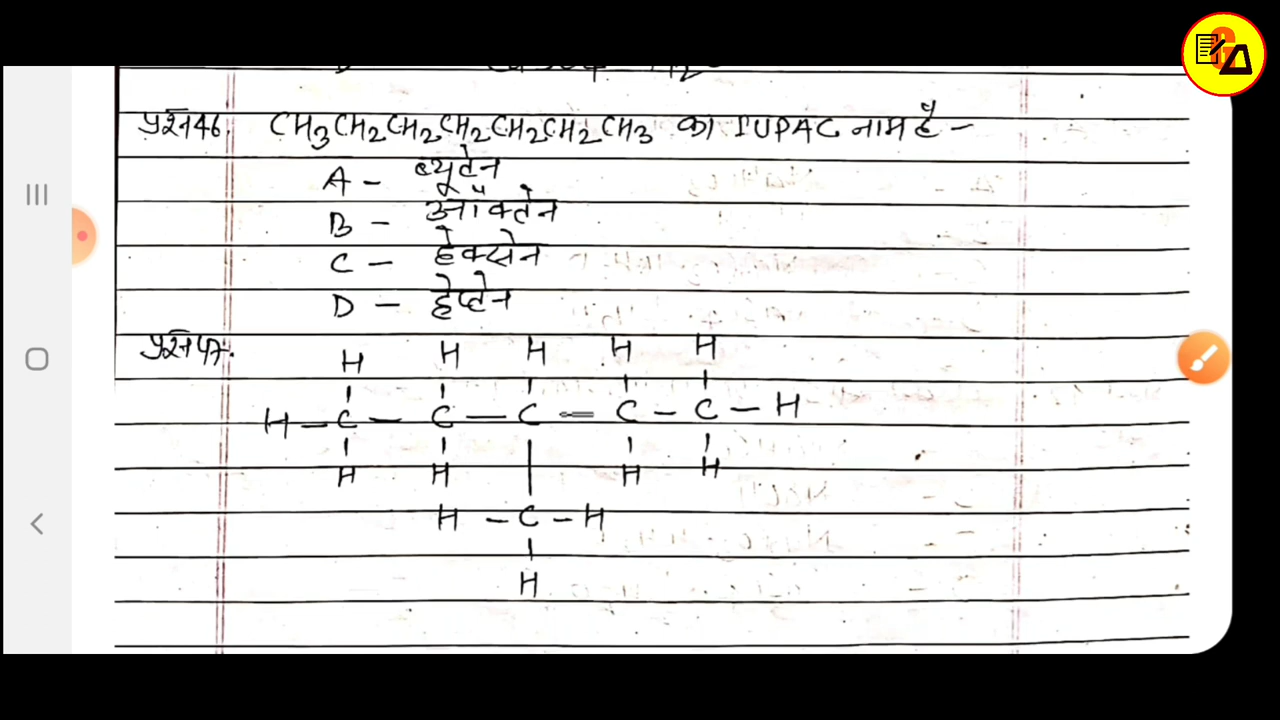 प्रश्न46. CH3CH2CH2CH2CH2CH2CH3 का IUPAC नाम है -
A - ब्यूटेन
B - ऑक्टेन
C - हेक्सेन
D - हेप्टेन
प्रश्न47.
H H H H H
H - C - C - C = C - C - H
H H H H
H - C - H
H